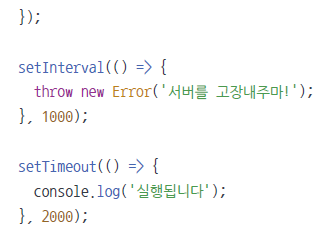 });
setInterval(() => {
throw new Error('서버를 고장내주마!');
}, 1000);
setTimeout(() => {
console.log('실행됩니다');
}, 2000);